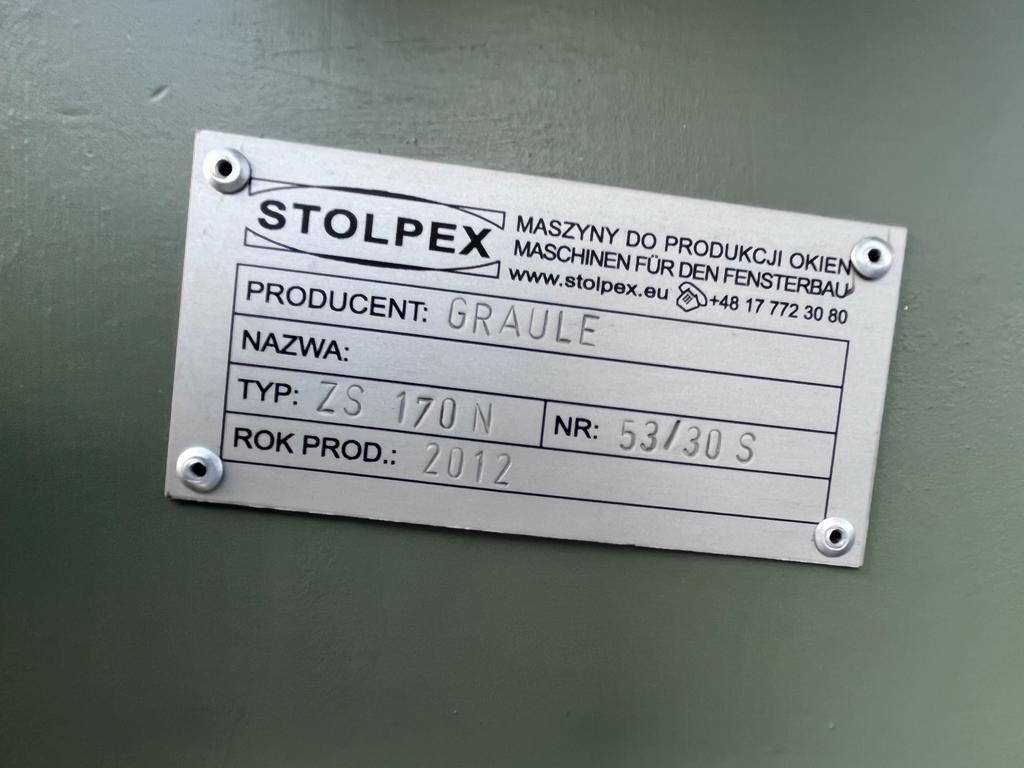 STOLPEX
MASZYNY DO PRODUKCJI OKIEN
MASCHINEN FÜR DEN FENSTERBAU
www.stolpex.eu +48 17 772 30 80
PRODUCENT: GRAULE
NAZWA:
TYP: ZS 170 N NR: 53/30 S
ROK PROD.: 2012